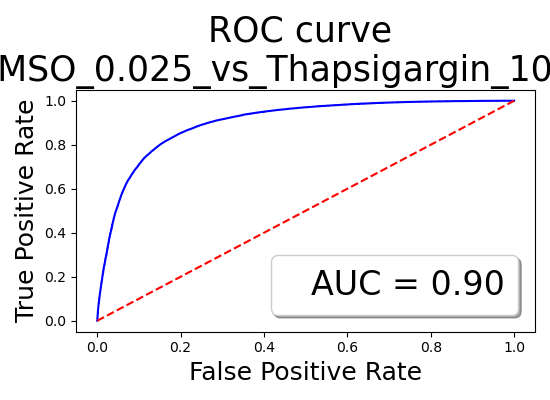 ROC curve
MSO_0.025_vs_Thapsigargin_10
1.0
0.8
0.6
0.4
0.2
0.0
True Positive Rate
AUC = 0.90
0.0 0.2 0.4 0.6 0.8 1.0
False Positive Rate